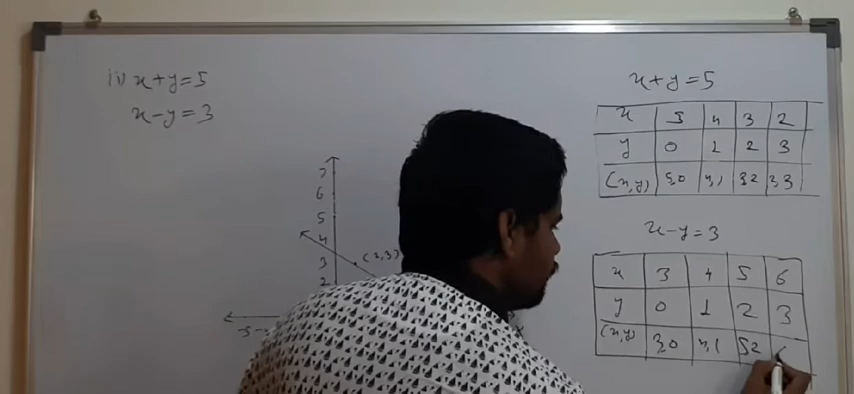 ii) x+y=5
x-y=3
x+y=5
x 5 4 3 2
y 0 1 2 3
(x,y) 5,0 4,1 3,2 2,3
x-y=3
x 3 4 5 6
y 0 1 2 3
(x,y) 3,0 4,1 5,2
7
6
5
4
3 (2,3)
2
-5
x